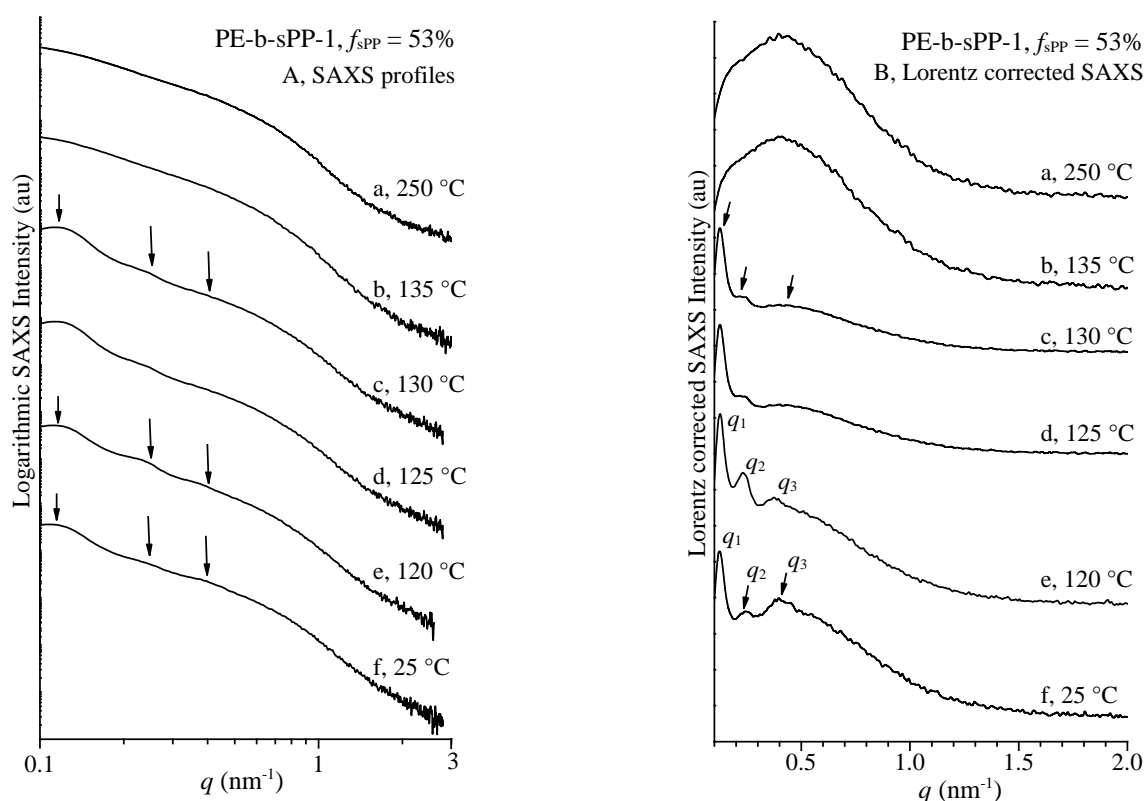 PE-b-sPP-1, fsPP = 53%
A, SAXS profiles
Logarithmic SAXS Intensity (au)
a, 250 °C
b, 135 °C
c, 130 °C
d, 125 °C
e, 120 °C
f, 25 °C
0.1
1
3
q (nm-1)
PE-b-sPP-1, fsPP = 53%
B, Lorentz corrected SAXS
Lorentz corrected SAXS Intensity (au)
a, 250 °C
b, 135 °C
c, 130 °C
d, 125 °C
q1
q2
q3
e, 120 °C
q1
q2
q3
f, 25 °C
0.5
1.0
1.5
2.0
q (nm-1)